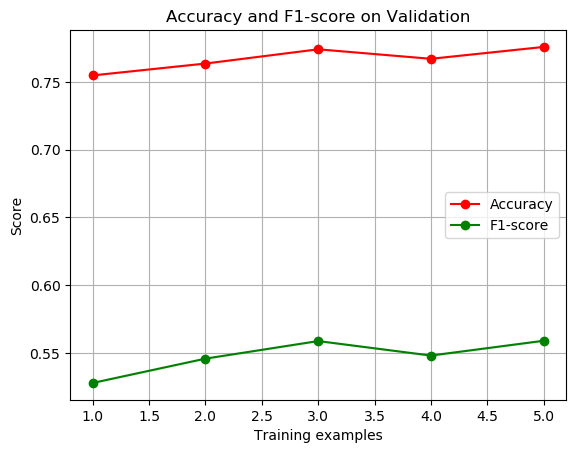 Accuracy and F1-score on Validation
0.75
0.70
0.65
0.60
0.55
Score
Accuracy
F1-score
1.0 1.5 2.0 2.5 3.0 3.5 4.0 4.5 5.0
Training examples